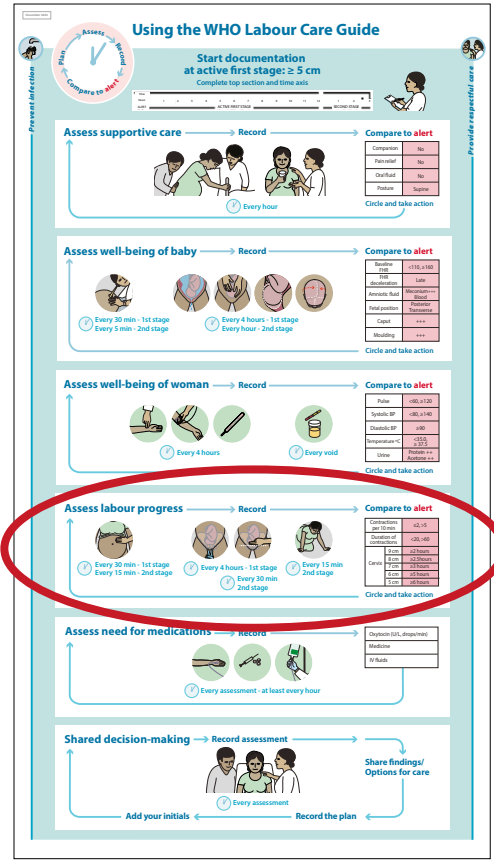 Using the WHO Labour Care Guide
Plan
Assess
Record
Compare to alert
Prevent infection
Provide respectful care
Start documentation
at active first stage: ≥ 5 cm
Complete top section and time axis
ACTIVE FIRST STAGE
SECOND STAGE
Assess supportive care
Record
Compare to alert
Companion No
Pain relief No
Oral fluid No
Posture Supine
Every hour
Circle and take action
Assess well-being of baby
Record
Compare to alert
Baseline FHR <110, ≥160
FHR deceleration Late
Amniotic fluid Meconium+++ Blood
Fetal position Posterior Transverse
Caput +++
Moulding +++
Every 30 min - 1st stage
Every 5 min - 2nd stage
Every 4 hours - 1st stage
Every hour - 2nd stage
Circle and take action
Assess well-being of woman
Record
Compare to alert
Pulse <60, ≥120
Systolic BP <80, ≥140
Diastolic BP ≥90
Temperature ºC <35.0, ≥ 37.5
Urine Protein ++ Acetone ++
Every 4 hours
Every void
Circle and take action
Assess labour progress
Record
Compare to alert
Contractions per 10 min ≤2, >5
Duration of contractions <20, >60
Cervix
9 cm ≥2 hours
8 cm ≥2.5hours
7 cm ≥3 hours
6 cm ≥5 hours
5 cm ≥6 hours
Every 30 min - 1st stage
Every 15 min - 2nd stage
Every 4 hours - 1st stage
Every 30 min
2nd stage
Every 15 min
2nd stage
Circle and take action
Assess need for medications
Record
Oxytocin (U/L, drops/min)
Medicine
IV fluids
Every assessment - at least every hour
Shared decision-making
Record assessment
Share findings/
Options for care
Every assessment
Add your initials
Record the plan